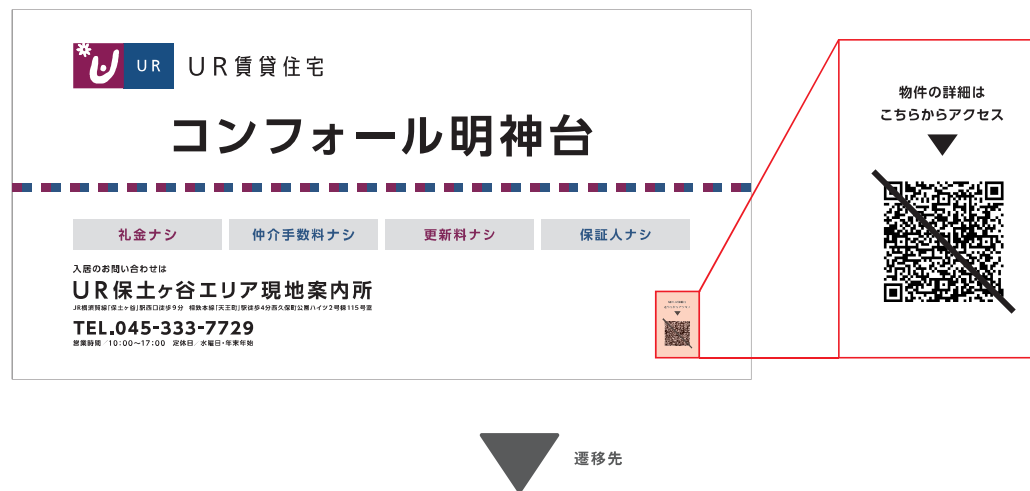 UR UR賃貸住宅
コンフォール明神台
礼金ナシ 仲介手数料ナシ 更新料ナシ 保証人ナシ
入居のお問い合わせは
UR保土ヶ谷エリア現地案内所
JR横須賀線「保土ヶ谷」駅西口徒歩9分 相鉄本線「天王町」駅徒歩4分西久保町公園ハイツ2号棟115号室
TEL.045-333-7729
営業時間/10:00〜17:00 定休日/水曜日・年末年始
物件の詳細は
こちらからアクセス
遷移先